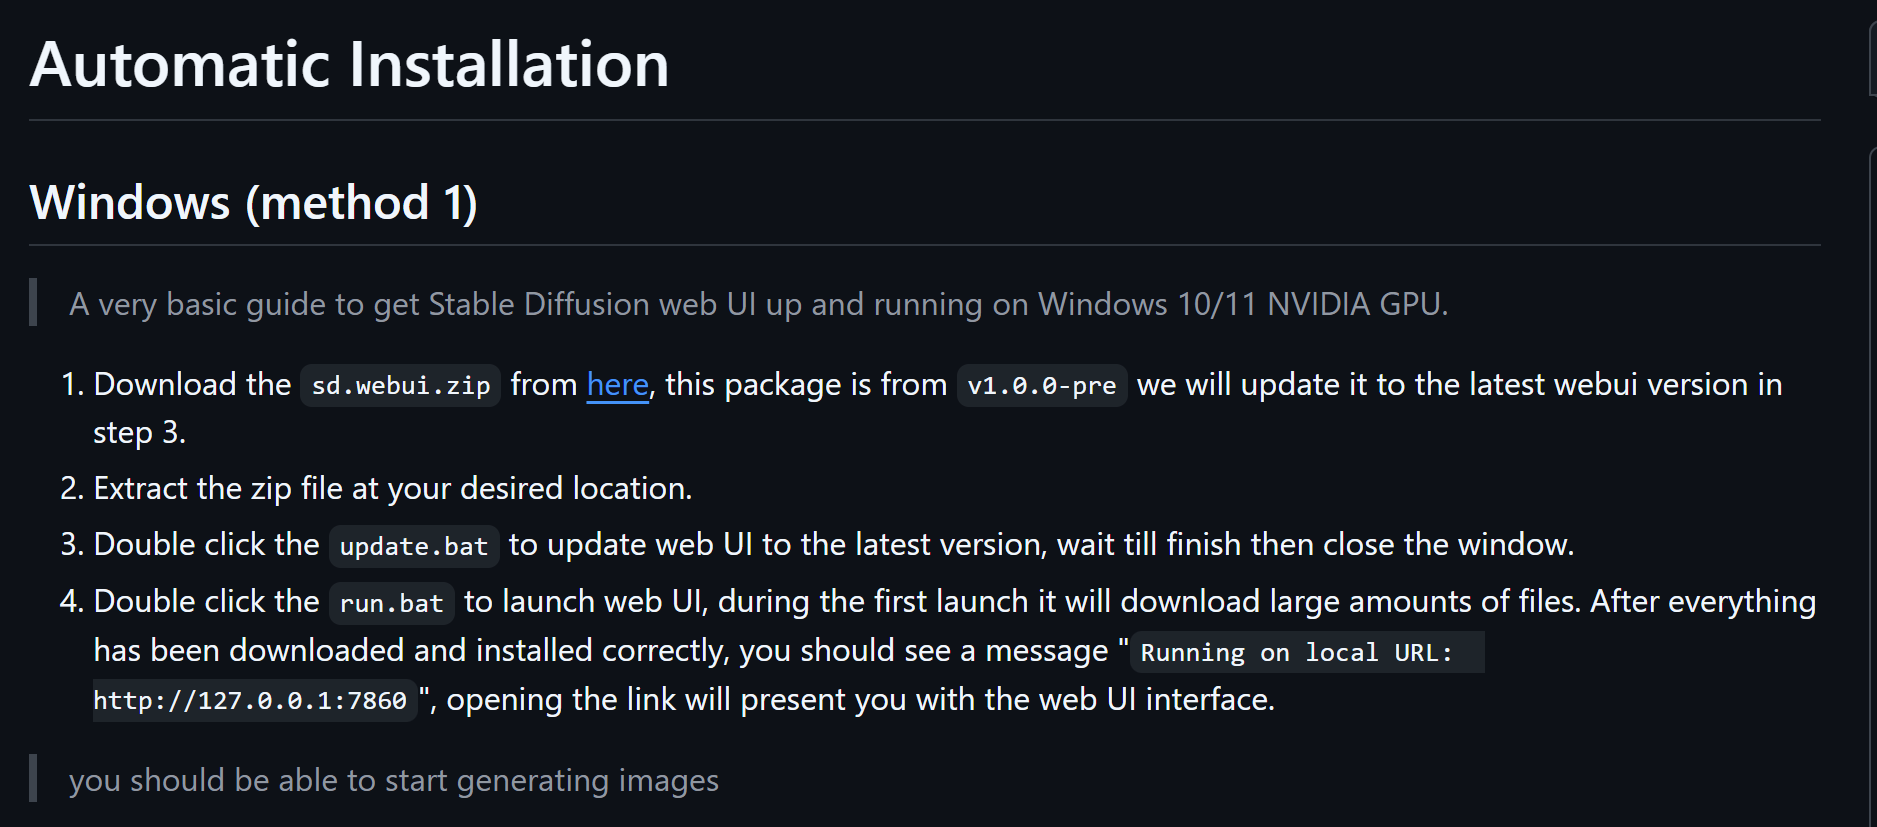 Automatic Installation
Windows (method 1)
A very basic guide to get Stable Diffusion web UI up and running on Windows 10/11 NVIDIA GPU.
1. Download the sd.webui.zip from here, this package is from v1.0.0-pre we will update it to the latest webui version in
step 3.
2. Extract the zip file at your desired location.
3. Double click the update.bat to update web UI to the latest version, wait till finish then close the window.
4. Double click the run.bat to launch web UI, during the first launch it will download large amounts of files. After everything
has been downloaded and installed correctly, you should see a message "Running on local URL:
http://127.0.0.1:7860", opening the link will present you with the web UI interface.
you should be able to start generating images